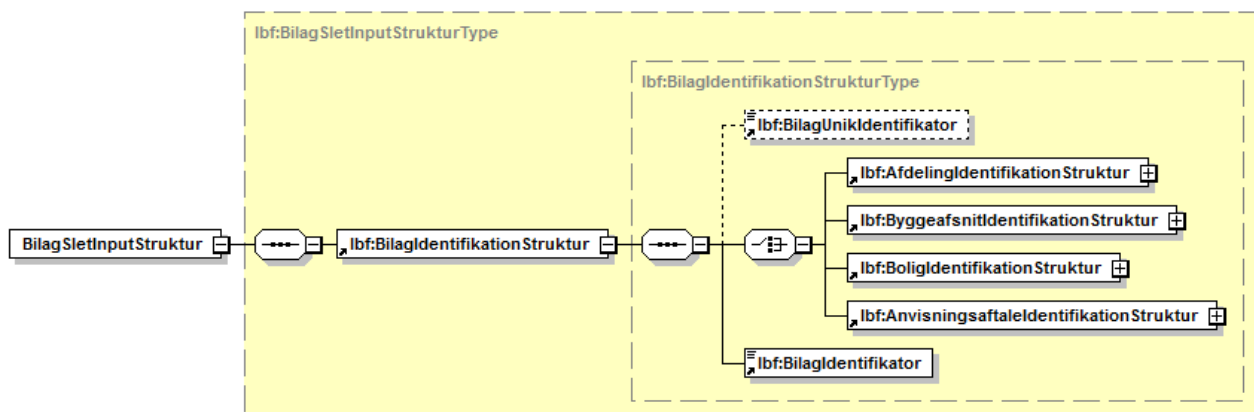 lbf:BilagSletInputStrukturType
lbf:BilagIdentifikationStrukturType
lbf:BilagUnikIdentifikator
lbf:AfdelingIdentifikationStruktur
lbf:ByggeafsnitIdentifikationStruktur
BilagSletInputStruktur
lbf:BilagIdentifikationStruktur
lbf:BoligIdentifikationStruktur
lbf:AnvisningsaftaleIdentifikationStruktur
lbf:BilagIdentifikator